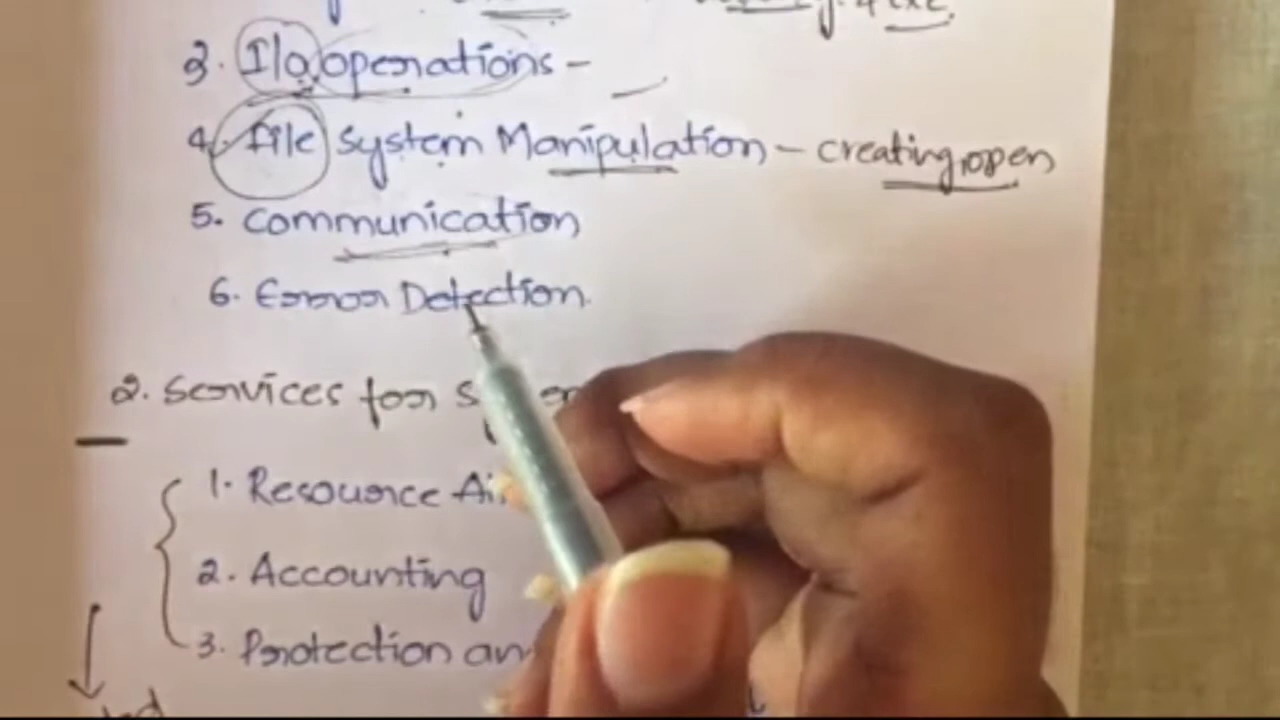 3. I/o operations -
4. File System Manipulation - creating, open
5. Communication
6. Error Detection.
2. Services for
1. Resource
2. Accounting
3. Protection